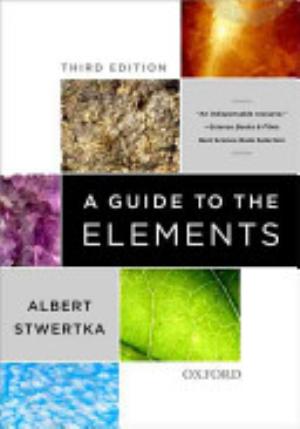 THIRD EDITION
"An indispensable resource."
—Science Books & Films
Best Science Books Selection
A GUIDE TO THE
ELEMENTS
ALBERT
STWERTKA
OXFORD